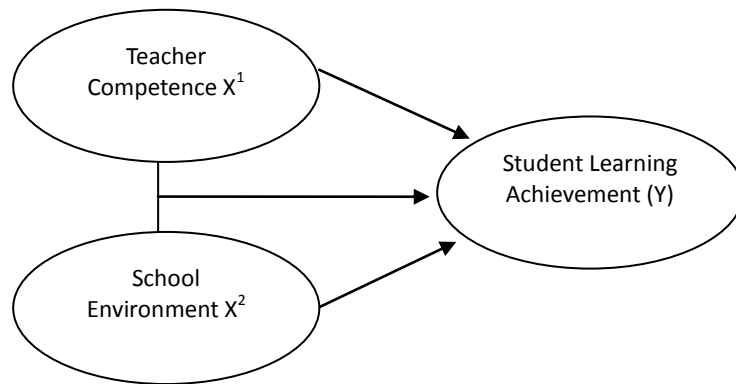 Teacher
Competence X¹
Student Learning
Achievement (Y)
School
Environment X²